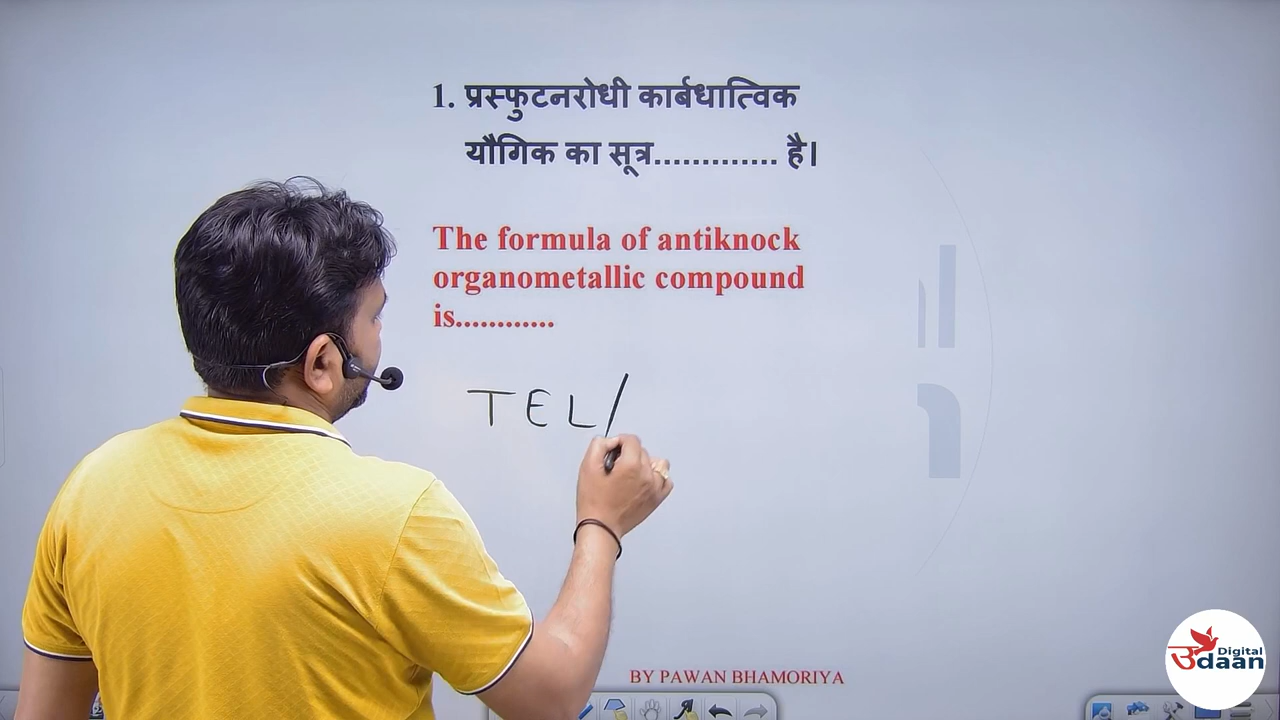 1. प्रस्फुटनरोधी कार्बधात्विक
यौगिक का सूत्र............. है।
The formula of antiknock
organometallic compound
is............
TEL/
BY PAWAN BHAMORIYA
Digital
उdaan